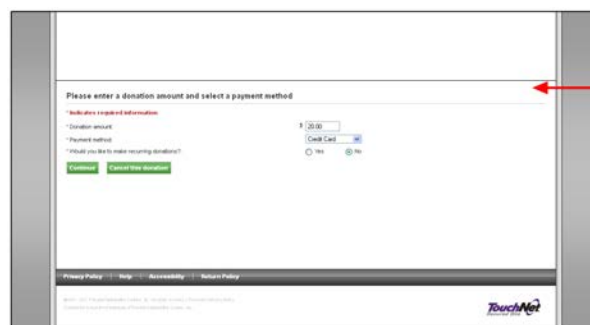 Please enter a donation amount and select a payment method
* Indicates required information
* Donation amount: $ 20.00
* Payment method: Credit Card
* Would you like to make recurring donations? Yes No
Continue Cancel this donation
Privacy Policy | Help | Accessibility | Return Policy
TouchNet